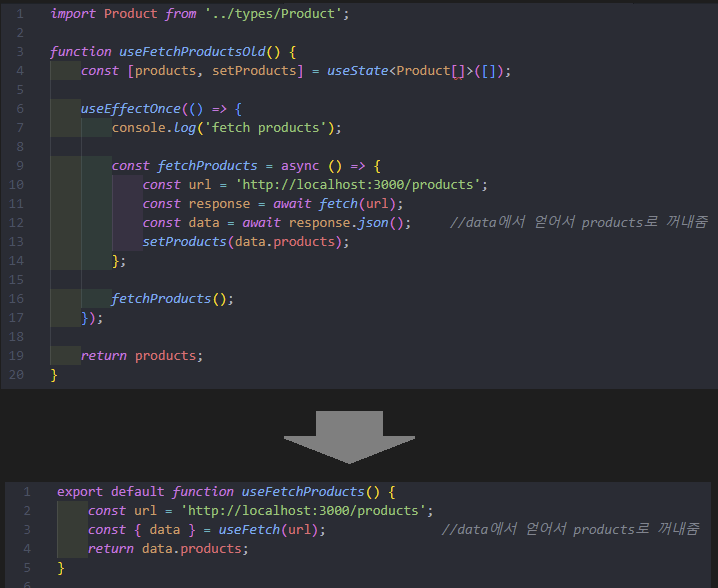 1 import Product from '../types/Product';
2
3 function useFetchProductsOld() {
4 const [products, setProducts] = useState<Product[]>([]);
5
6 useEffectOnce(() => {
7 console.log('fetch products');
8
9 const fetchProducts = async () => {
10 const url = 'http://localhost:3000/products';
11 const response = await fetch(url);
12 const data = await response.json(); //data에서 얻어서 products로 꺼내줌
13 setProducts(data.products);
14 };
15
16 fetchProducts();
17 });
18
19 return products;
20 }
1 export default function useFetchProducts() {
2 const url = 'http://localhost:3000/products';
3 const { data } = useFetch(url); //data에서 얻어서 products로 꺼내줌
4 return data.products;
5 }
6